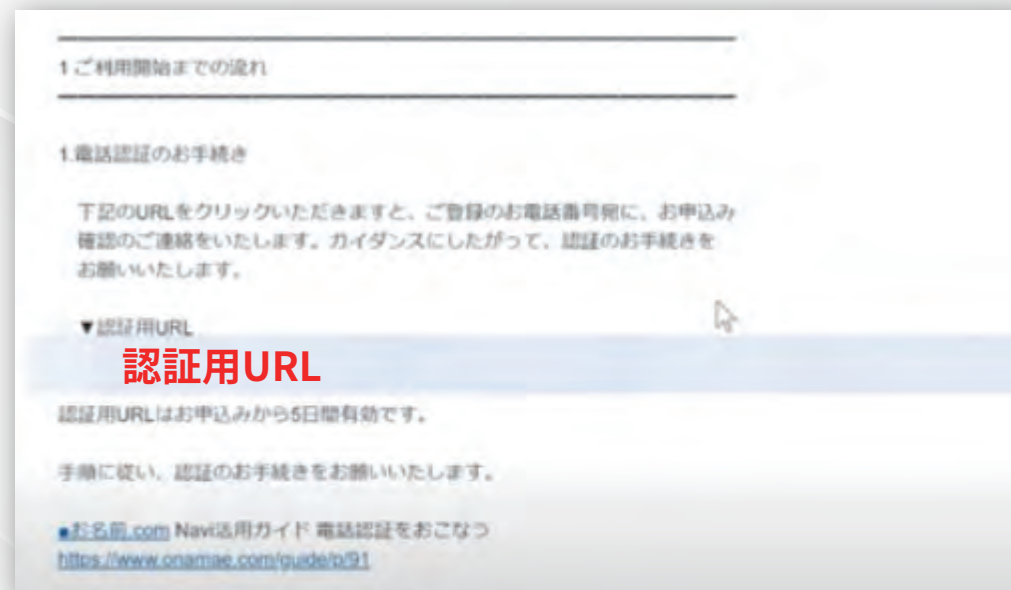 1 ご利用開始までの流れ
1.電話認証のお手続き
下記のURLをクリックいただきますと、ご登録のお電話番号宛に、お申込み
確認のご連絡をいたします。ガイダンスにしたがって、認証のお手続きを
お願いいたします。
▼認証用URL
認証用URL
認証用URLはお申込みから5日間有効です。
手順に従い、認証のお手続きをお願いいたします。
■お名前.com Navi活用ガイド 電話認証をおこなう
https://www.onamae.com/guide/p/91